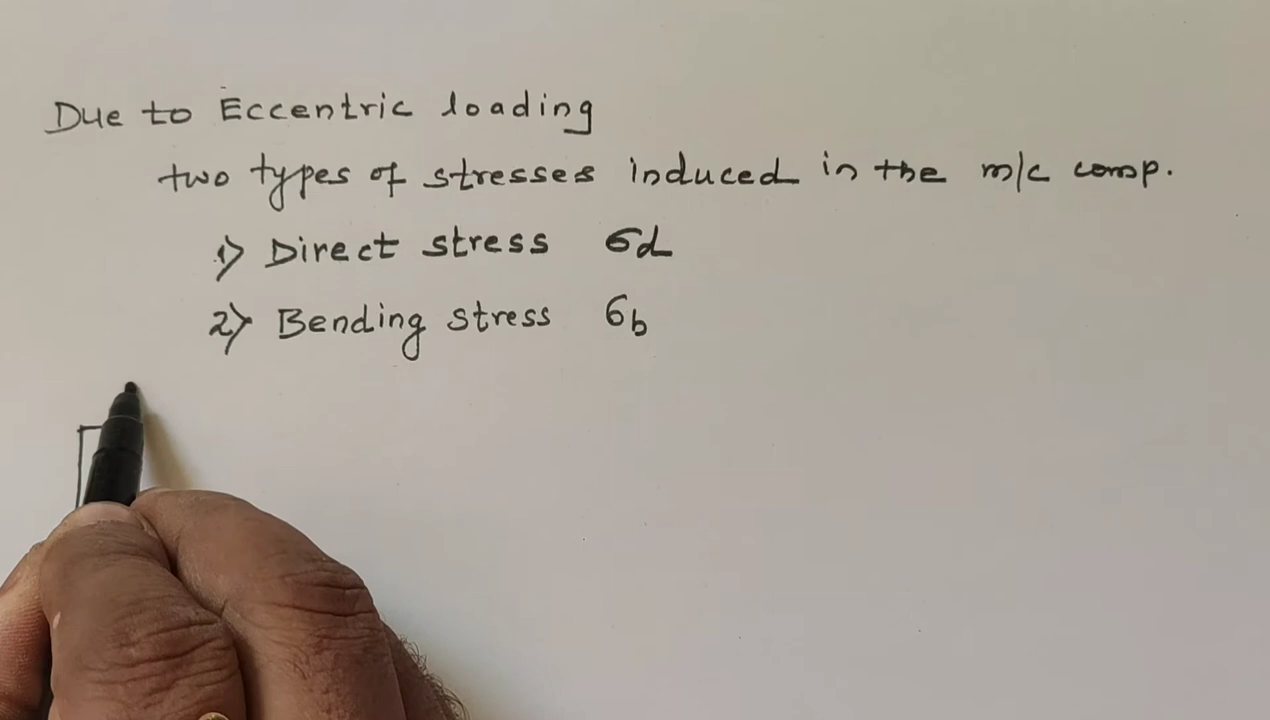 Due to Eccentric loading
two types of stresses induced in the m/c comp.
1) Direct stress σd
2) Bending stress σb